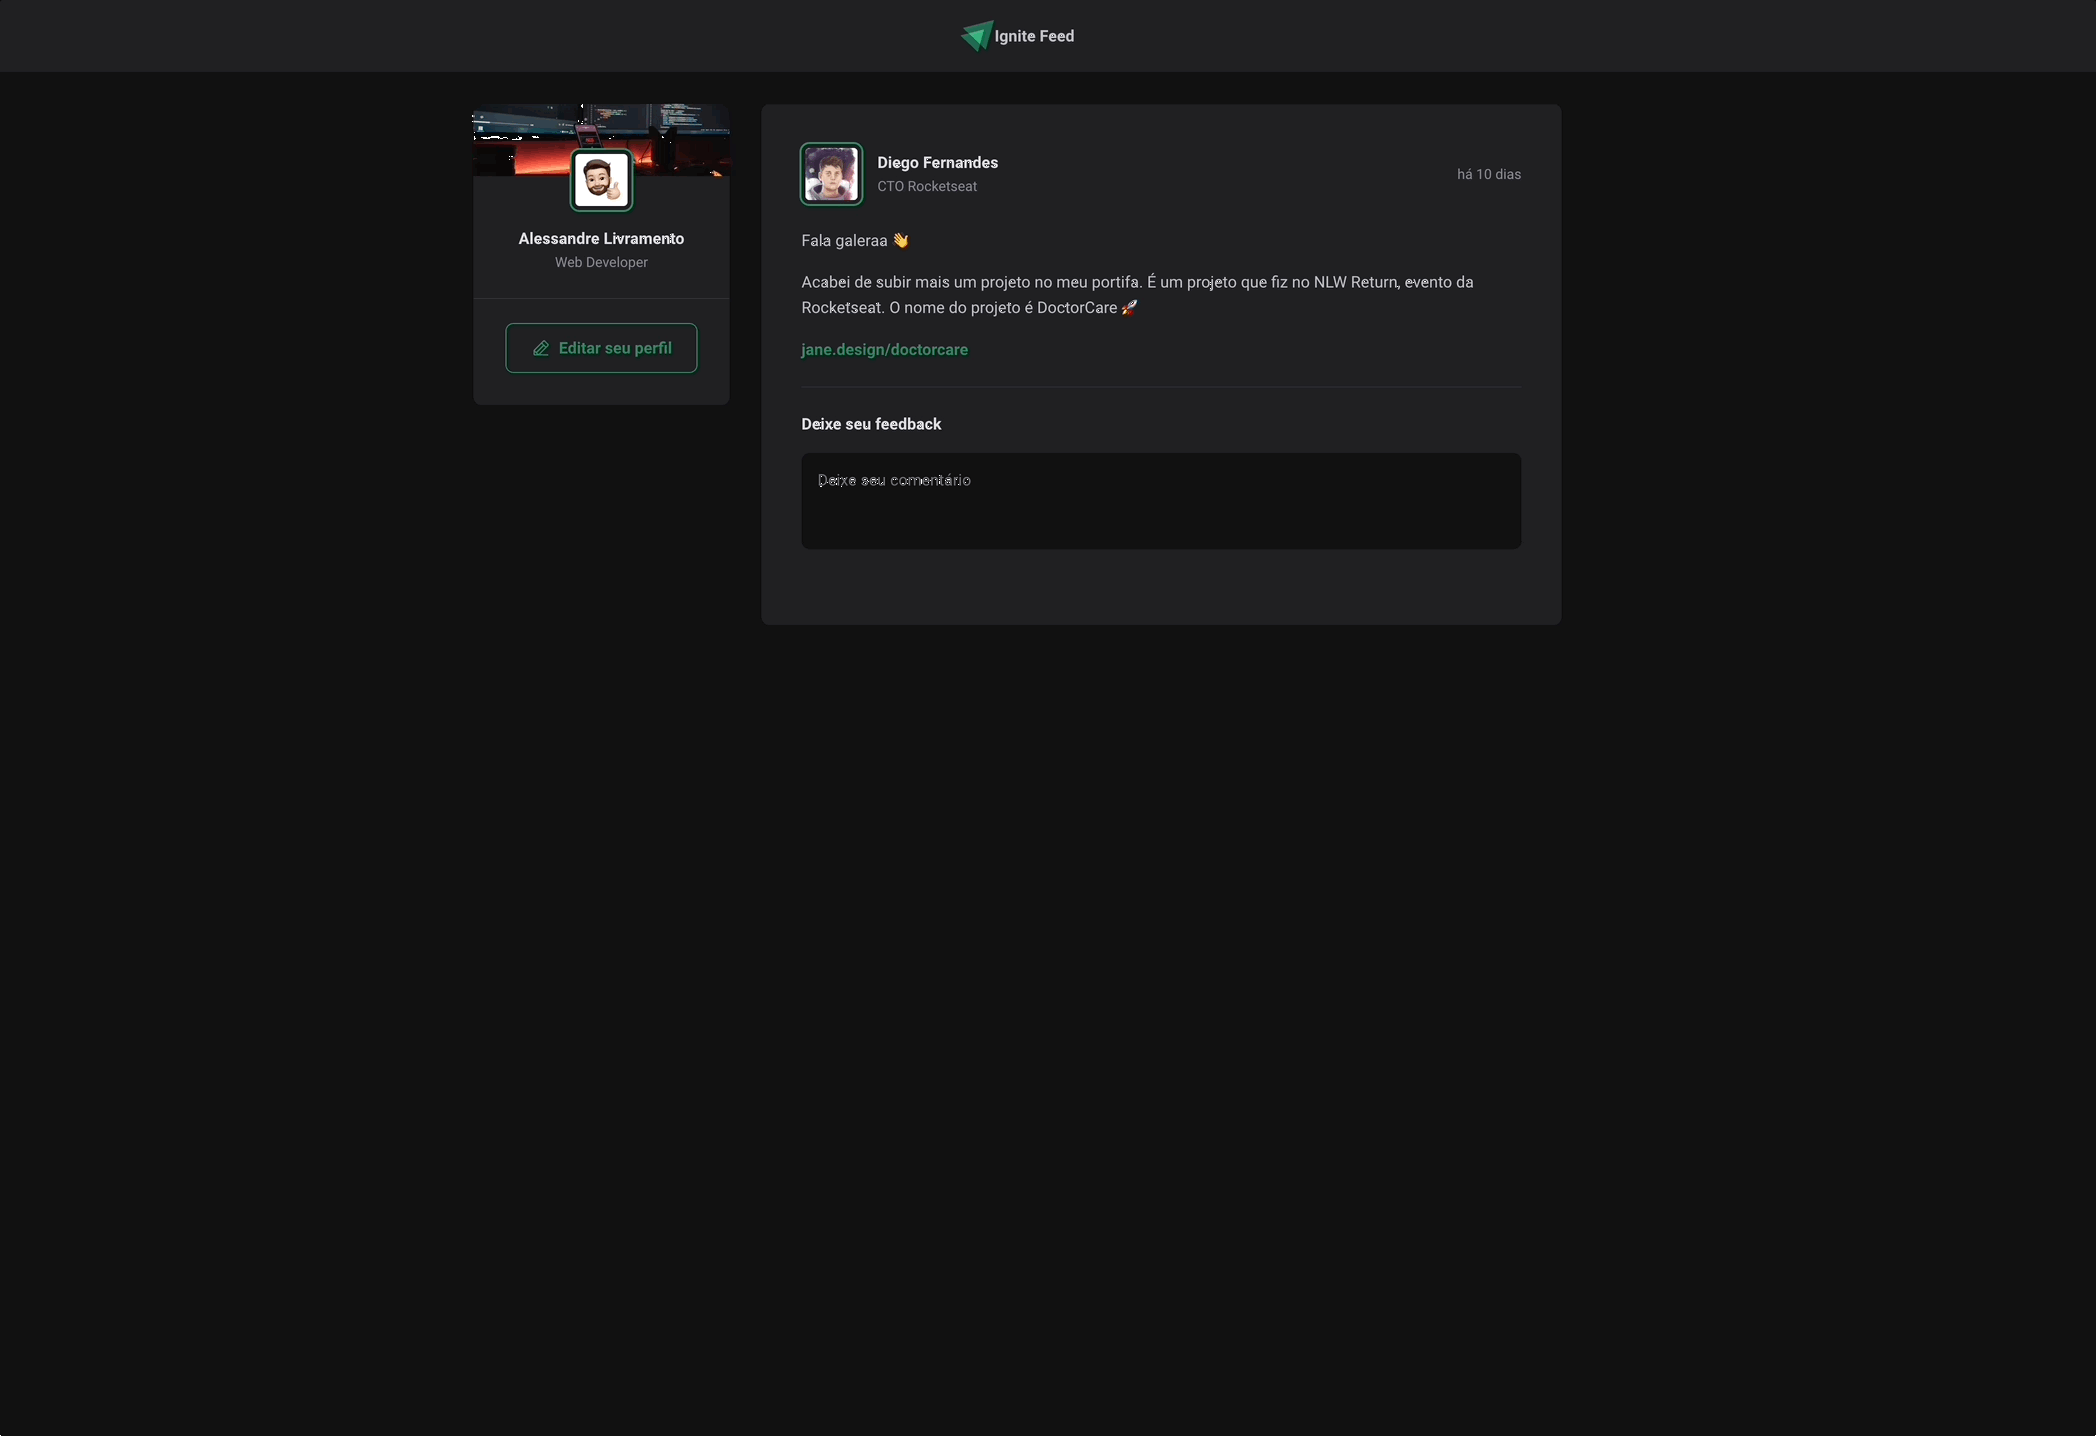 Ignite Feed
Alessandre Livramento
Web Developer
Editar seu perfil
Diego Fernandes
CTO Rocketseat
há 10 dias
Fala galeraa 👋
Acabei de subir mais um projeto no meu portifa. É um projeto que fiz no NLW Return, evento da
Rocketseat. O nome do projeto é DoctorCare 🚀
jane.design/doctorcare
Deixe seu feedback
Deixe seu comentário